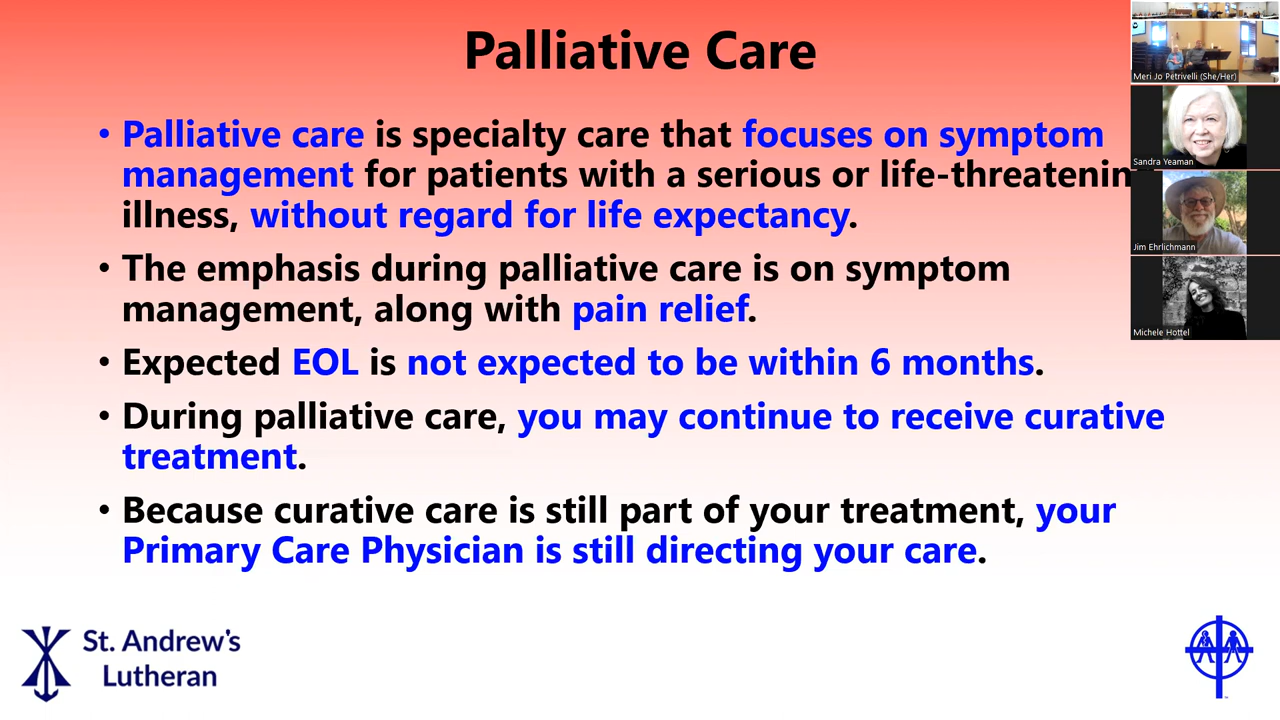 Palliative Care
• Palliative care is specialty care that focuses on symptom
management for patients with a serious or life-threatenin
illness, without regard for life expectancy.
• The emphasis during palliative care is on symptom
management, along with pain relief.
• Expected EOL is not expected to be within 6 months.
• During palliative care, you may continue to receive curative
treatment.
• Because curative care is still part of your treatment, your
Primary Care Physician is still directing your care.
St. Andrew's
Lutheran
Meri Jo Petrivelli (She/Her)
Sandra Yeaman
Jim Ehrlichmann
Michele Hottel